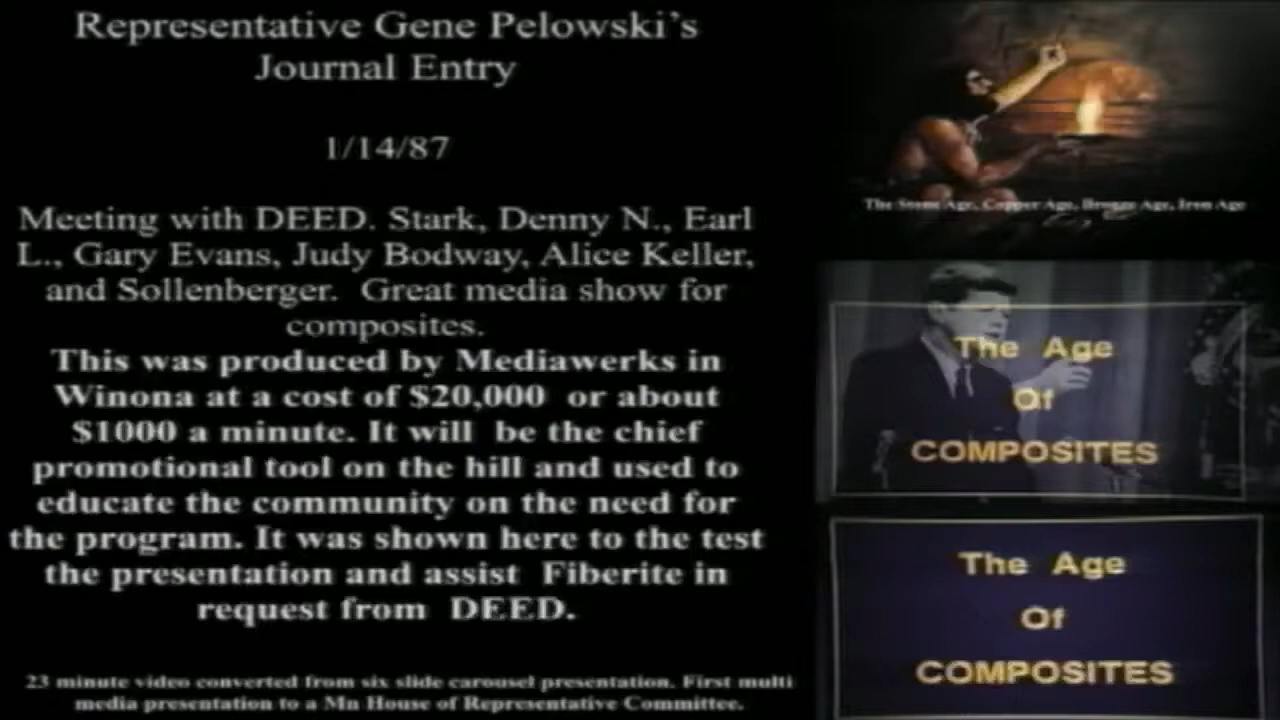 Representative Gene Pelowski's
Journal Entry
1/14/87
Meeting with DEED. Stark, Denny N., Earl
L., Gary Evans, Judy Bodway, Alice Keller,
and Sollenberger. Great media show for
composites.
This was produced by Mediawerks in
Winona at a cost of $20,000 or about
$1000 a minute. It will be the chief
promotional tool on the hill and used to
educate the community on the need for
the program. It was shown here to the test
the presentation and assist Fiberite in
request from DEED.
23 minute video converted from six slide carousel presentation. First multi
media presentation to a Mn House of Representative Committee.
The Stone Age, Copper Age, Bronze Age, Iron Age
The Age
Of
COMPOSITES
The Age
Of
COMPOSITES